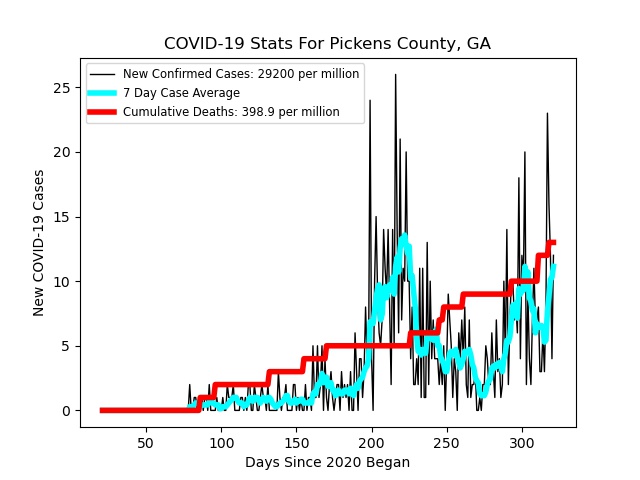 COVID-19 Stats For Pickens County, GA
New Confirmed Cases: 29200 per million
7 Day Case Average
Cumulative Deaths: 398.9 per million
New COVID-19 Cases
25
20
15
10
5
0
50 100 150 200 250 300
Days Since 2020 Began